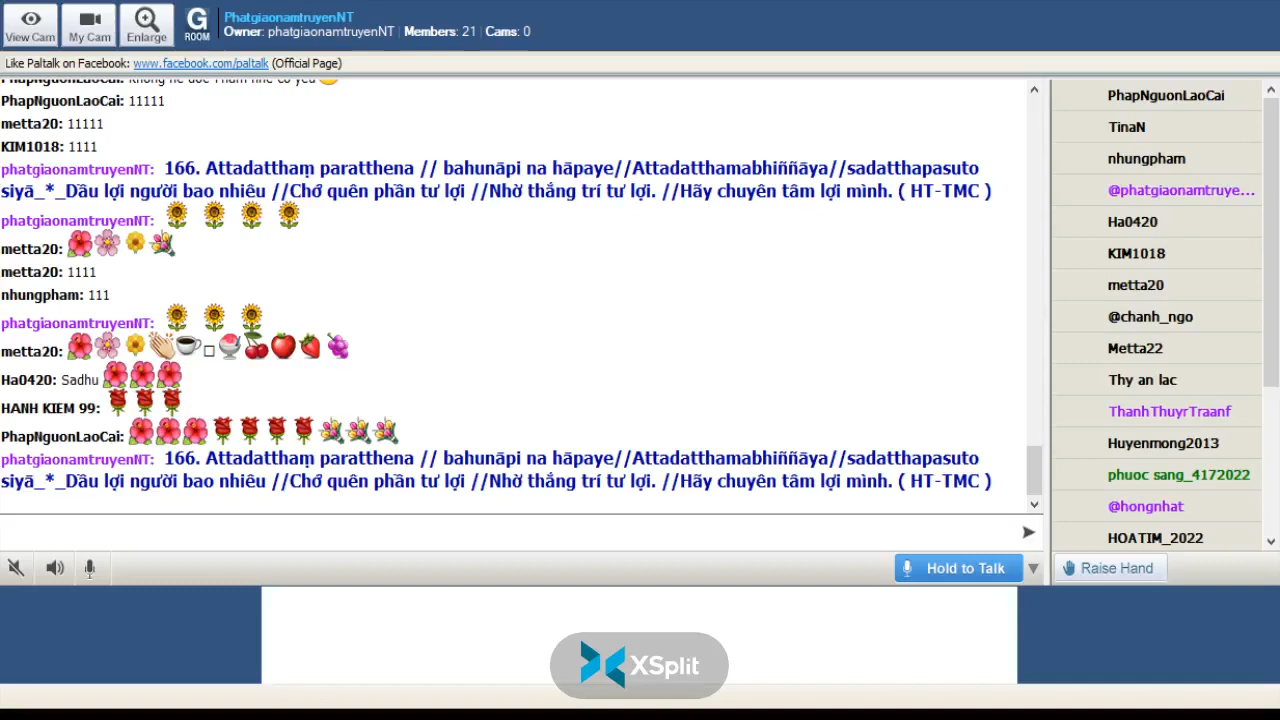 View Cam
My Cam
Enlarge
G
ROOM
PhatgiaonamtruyenNT
Owner: phatgiaonamtruyenNT | Members: 21 | Cams: 0
Like Paltalk on Facebook: www.facebook.com/paltalk (Official Page)
PhapNguonLaoCai:
PhapNguonLaoCai: 11111
metta20: 11111
KIM1018: 1111
phatgiaonamtruyenNT: 166. Attadatthaṃ paratthena // bahunāpi na hāpaye//Attadatthamabhiññāya//sadatthapasuto
siyā_*_Dầu lợi người bao nhiêu //Chớ quên phần tư lợi //Nhờ thắng trí tư lợi. //Hãy chuyên tâm lợi mình. ( HT-TMC )
phatgiaonamtruyenNT:
metta20:
metta20: 1111
nhungpham: 111
phatgiaonamtruyenNT:
metta20:
Ha0420: Sadhu
HANH KIEM 99:
PhapNguonLaoCai:
phatgiaonamtruyenNT: 166. Attadatthaṃ paratthena // bahunāpi na hāpaye//Attadatthamabhiññāya//sadatthapasuto
siyā_*_Dầu lợi người bao nhiêu //Chớ quên phần tư lợi //Nhờ thắng trí tư lợi. //Hãy chuyên tâm lợi mình. ( HT-TMC )
Hold to Talk
PhapNguonLaoCai
TinaN
nhungpham
@phatgiaonamtruye...
Ha0420
KIM1018
metta20
@chanh_ngo
Metta22
Thy an lac
ThanhThuyrTraanf
Huyenmong2013
phuoc sang_4172022
@hongnhat
HOATIM_2022
Raise Hand
XSplit